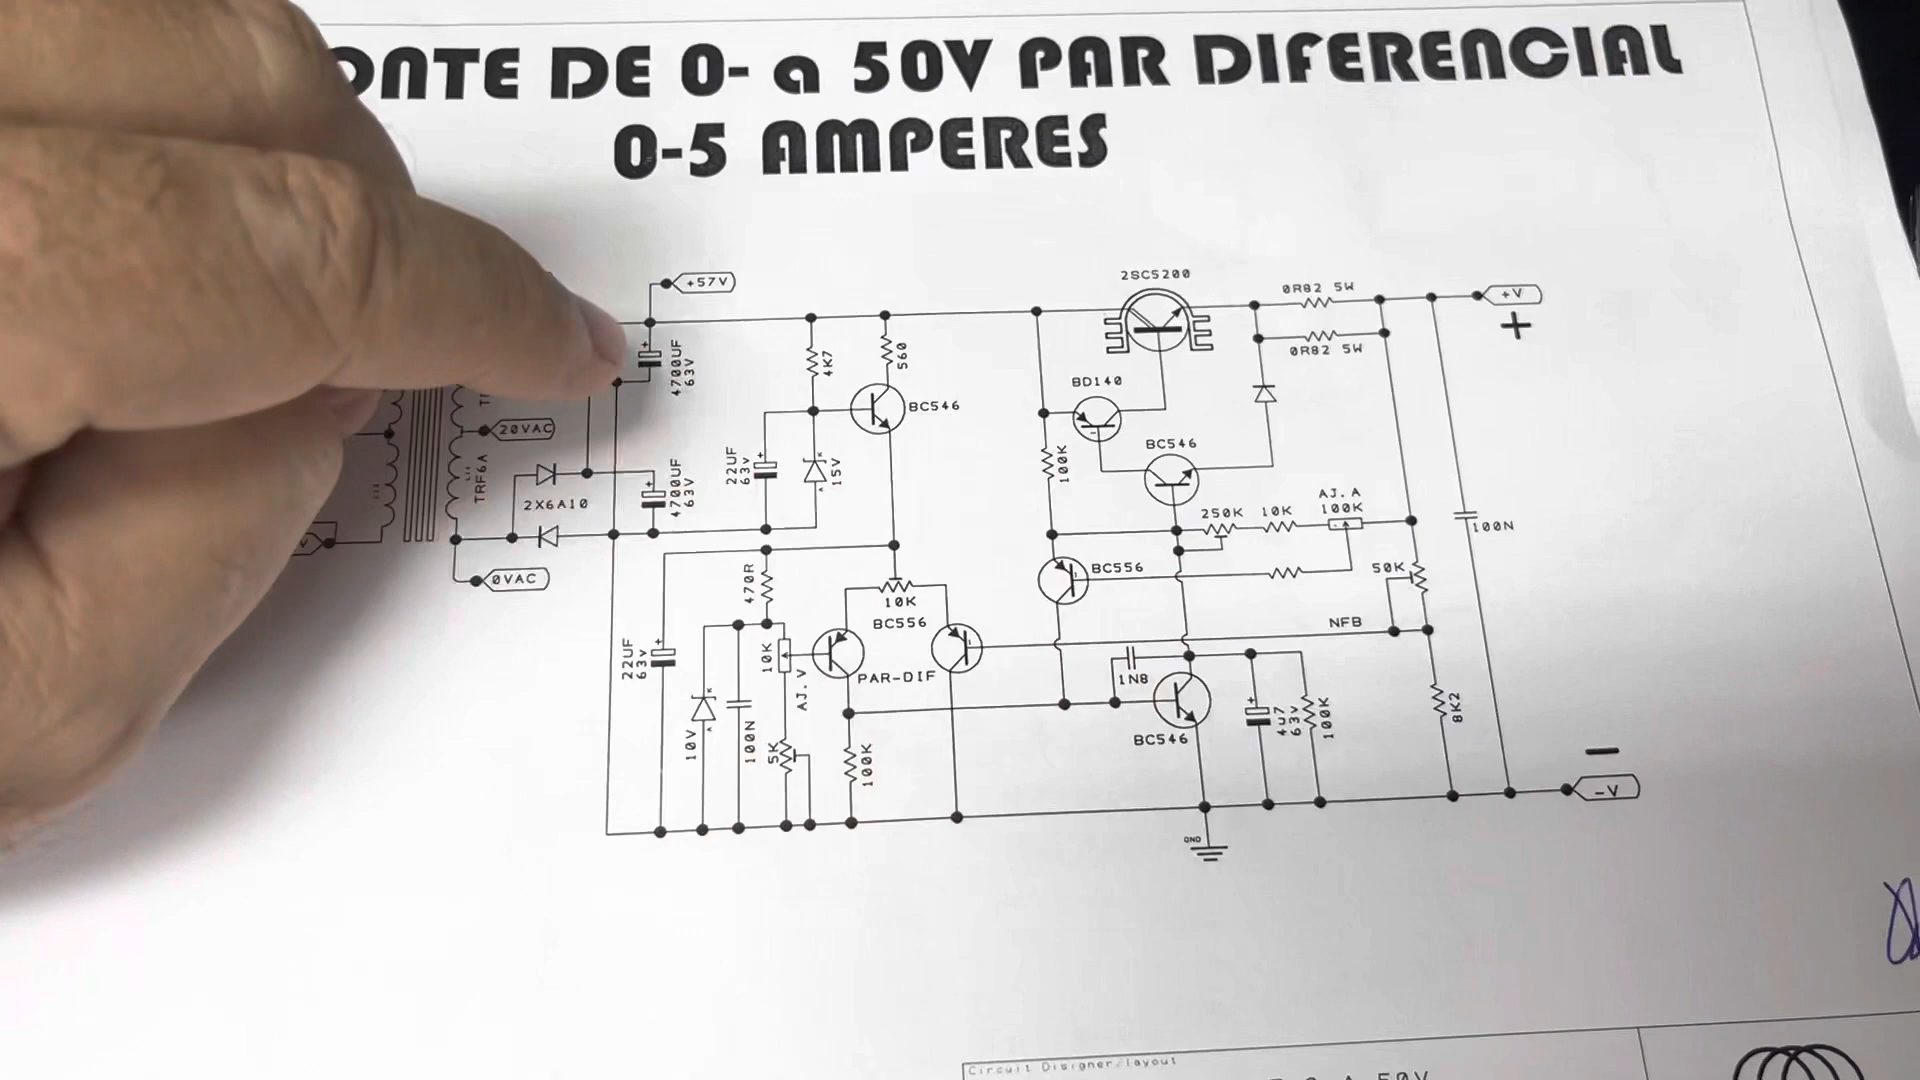 ONTE DE 0- a 50V PAR DIFERENCIAL
0-5 AMPERES
+57V
4700UF
63V
4K7
560
BC546
2SC5200
0R82 5W
0R82 5W
+V
+
BD140
BC546
100K
20VAC
TRF6A
2X6A10
4700UF
63V
22UF
63V
15V
250K
10K
AJ.A
100K
100N
0VAC
BC556
50K
470R
10K
BC556
NFB
22UF
63V
10K
AJ.V
PAR-DIF
1N8
10V
100N
5K
100K
BC546
4U7
63V
100K
8K2
-
-V
GND
Circuit Disigner/layout